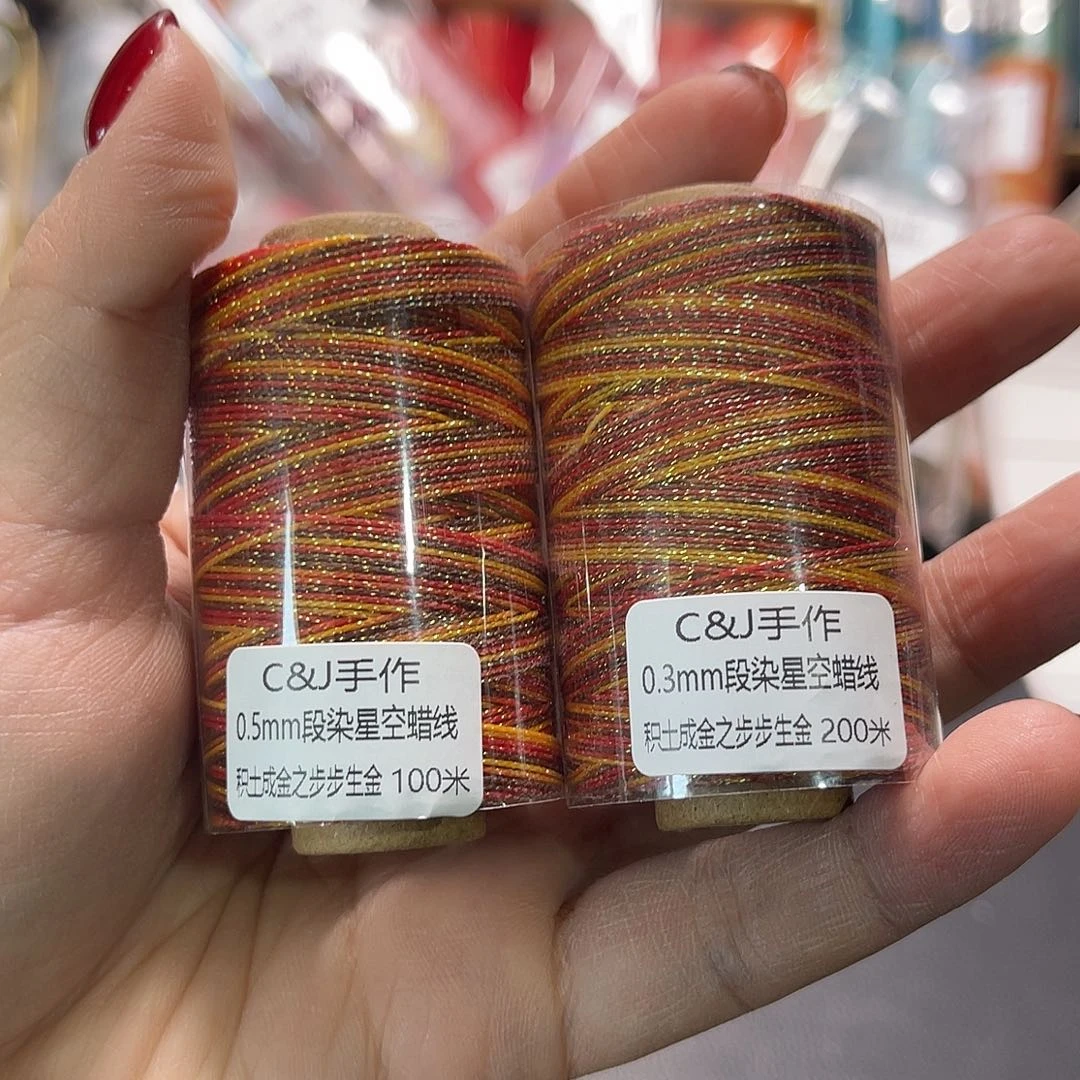 C&J手作
0.5mm段染星空蜡线
积土成金之步步生金 100米
C&J手作
0.3mm段染星空蜡线
积土成金之步步生金 200米